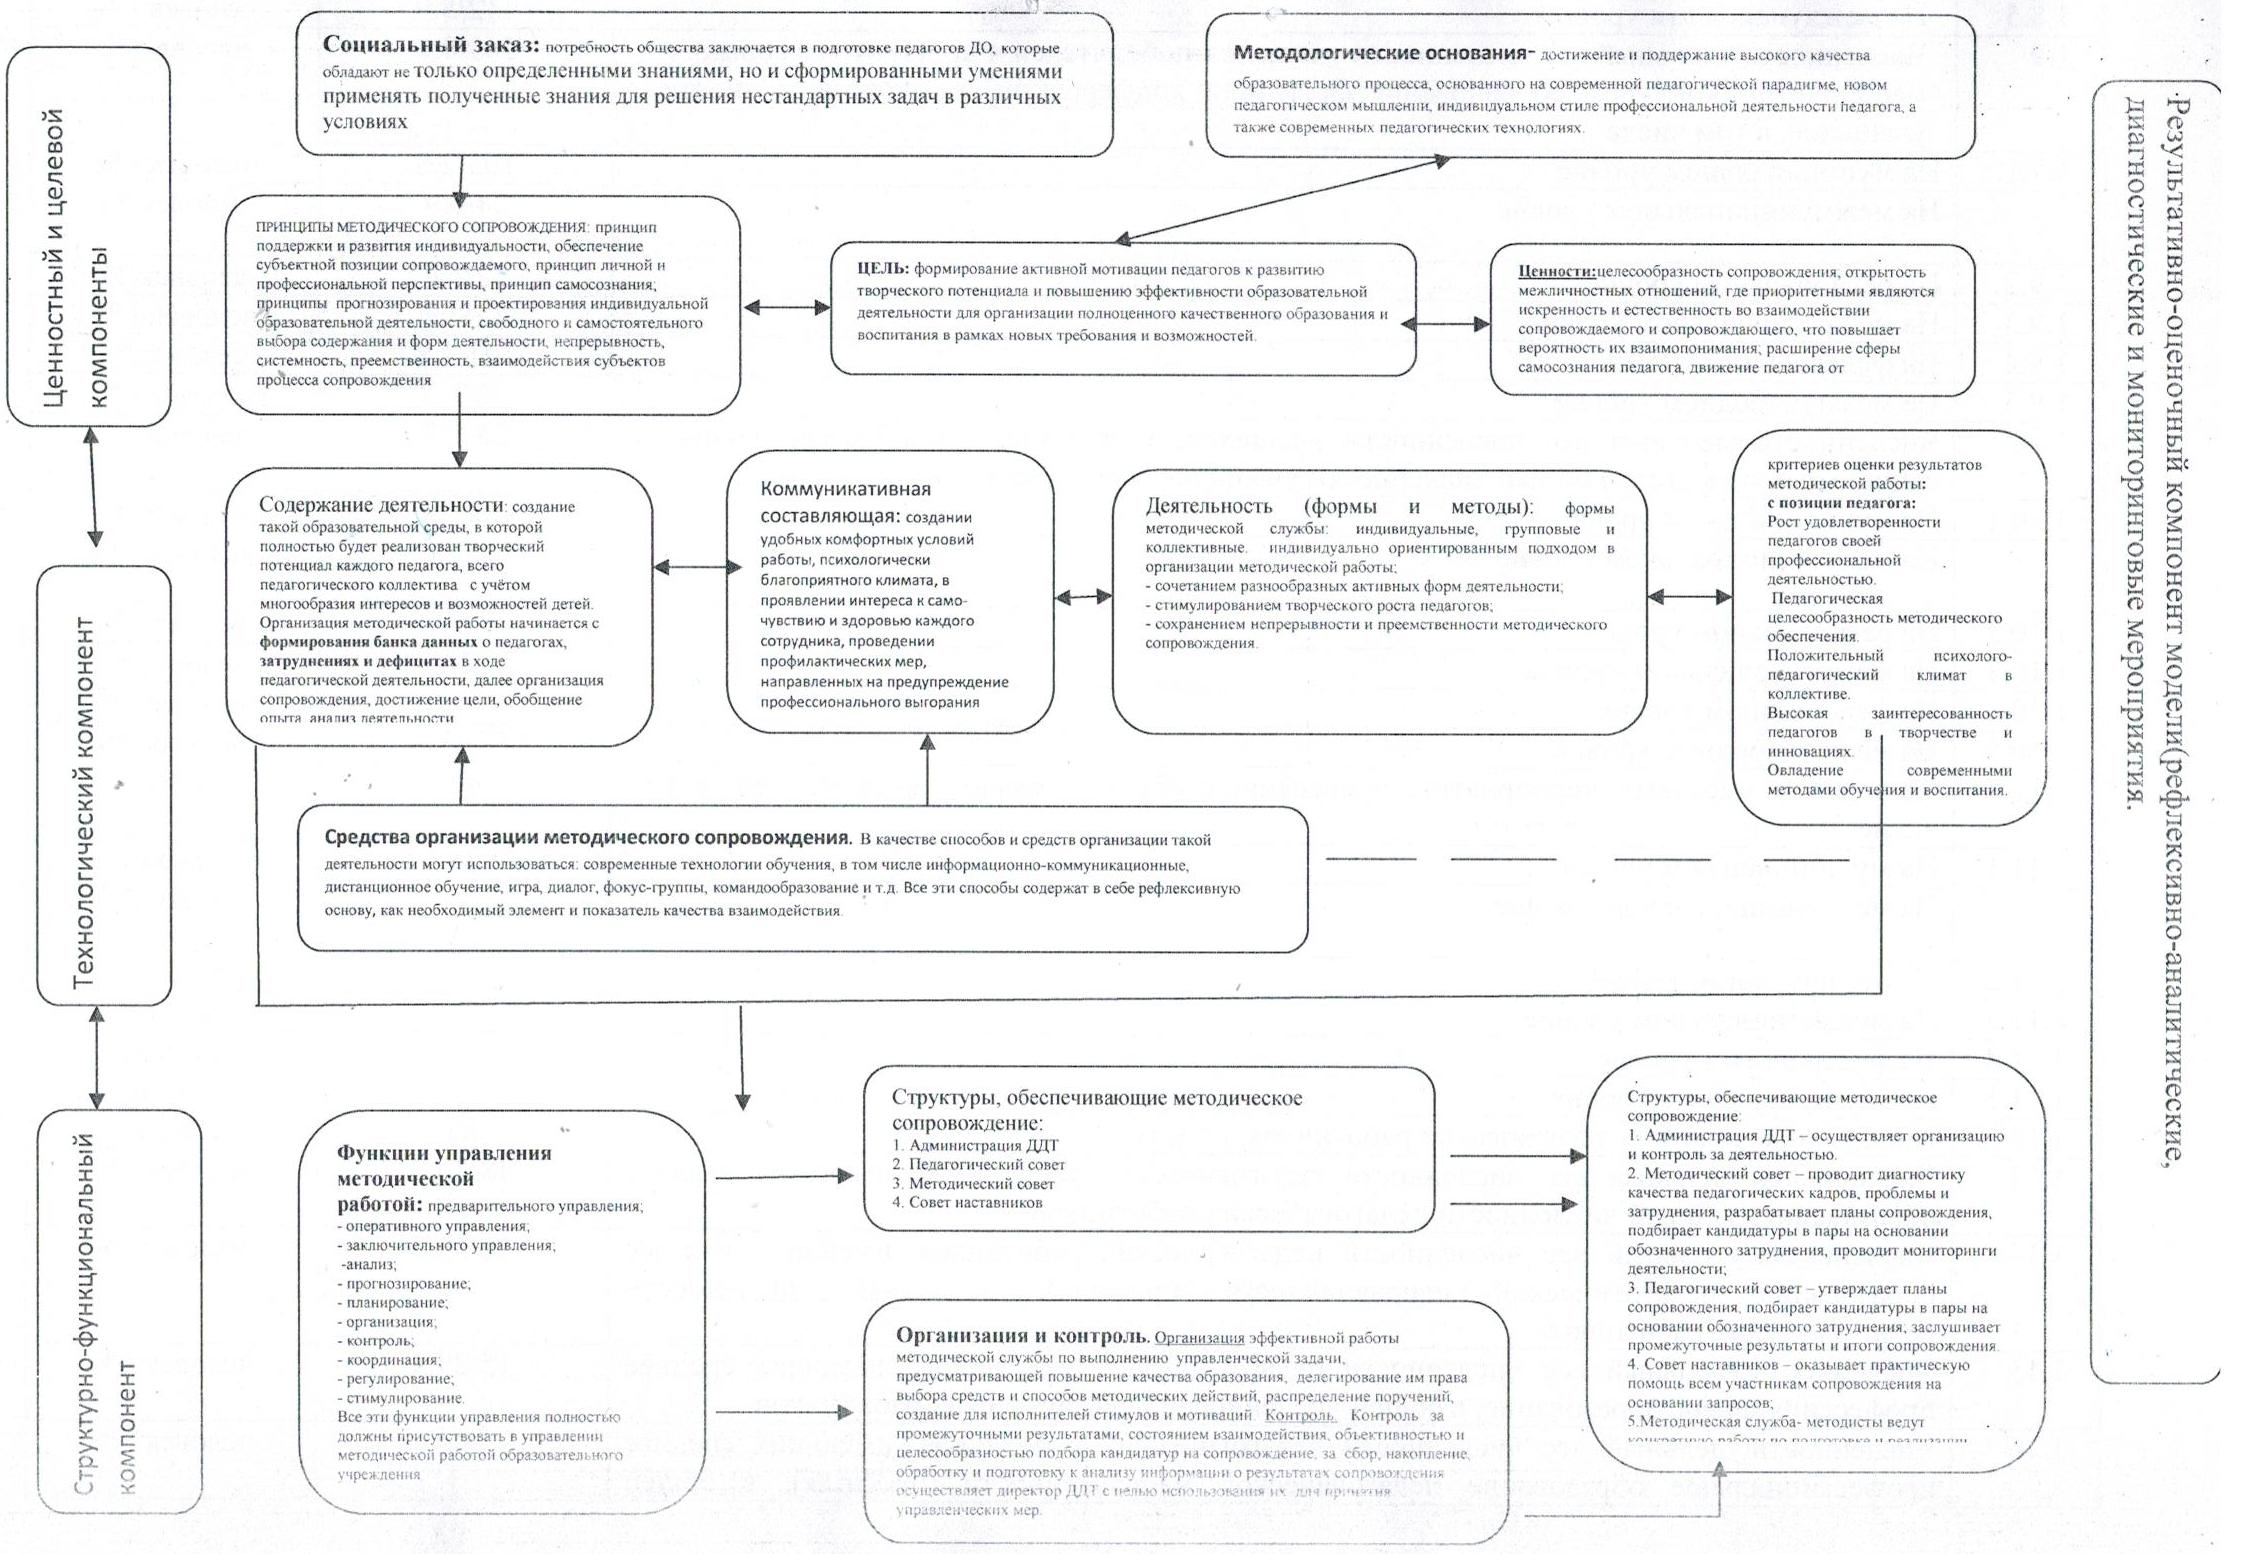 Ценностный и целевой
компоненты
Социальный заказ: потребность общества заключается в подготовке педагогов ДО, которые
обладают не только определенными знаниями, но и сформированными умениями
применять полученные знания для решения нестандартных задач в различных
условиях
Методологические основания- достижение и поддержание высокого качества
образовательного процесса, основанного на современной педагогической парадигме, новом
педагогическом мышлении, индивидуальном стиле профессиональной деятельности педагога, а
также современных педагогических технологиях.
ПРИНЦИПЫ МЕТОДИЧЕСКОГО СОПРОВОЖДЕНИЯ: принцип
поддержки и развития индивидуальности, обеспечение
субъектной позиции сопровождаемого, принцип личной и
профессиональной перспективы, принцип самосознания;
принципы прогнозирования и проектирования индивидуальной
образовательной деятельности, свободного и самостоятельного
выбора содержания и форм деятельности, непрерывность,
системность, преемственность, взаимодействия субъектов
процесса сопровождения
ЦЕЛЬ: формирование активной мотивации педагогов к развитию
творческого потенциала и повышению эффективности образовательной
деятельности для организации полноценного качественного образования и
воспитания в рамках новых требования и возможностей.
Ценности:целесообразность сопровождения, открытость
межличностных отношений, где приоритетными являются
искренность и естественность во взаимодействии
сопровождаемого и сопровождающего, что повышает
вероятность их взаимопонимания; расширение сферы
самосознания педагога, движение педагога от
Технологический компонент
Содержание деятельности: создание
такой образовательной среды, в которой
полностью будет реализован творческий
потенциал каждого педагога, всего
педагогического коллектива с учётом
многообразия интересов и возможностей детей.
Организация методической работы начинается с
формирования банка данных о педагогах,
затруднениях и дефицитах в ходе
педагогической деятельности, далее организация
сопровождения, достижение цели, обобщение
опыта, анализ деятельности
Коммуникативная
составляющая: создании
удобных комфортных условий
работы, психологически
благоприятного климата, в
проявлении интереса к само-
чувствию и здоровью каждого
сотрудника, проведении
профилактических мер,
направленных на предупреждение
профессионального выгорания
Деятельность (формы и методы): формы
методической службы: индивидуальные, групповые и
коллективные. индивидуально ориентированным подходом в
организации методической работы;
- сочетанием разнообразных активных форм деятельности;
- стимулированием творческого роста педагогов;
- сохранением непрерывности и преемственности методического
сопровождения.
критериев оценки результатов
методической работы:
с позиции педагога:
Рост удовлетворенности
педагогов своей
профессиональной
деятельностью.
Педагогическая
целесообразность методического
обеспечения.
Положительный психолого-
педагогический климат в
коллективе.
Высокая заинтересованность
педагогов в творчестве и
инновациях.
Овладение современными
методами обучения и воспитания.
Средства организации методического сопровождения. В качестве способов и средств организации такой
деятельности могут использоваться: современные технологии обучения, в том числе информационно-коммуникационные,
дистанционное обучение, игра, диалог, фокус-группы, командообразование и т.д. Все эти способы содержат в себе рефлексивную
основу, как необходимый элемент и показатель качества взаимодействия.
Структурно-функциональный
компонент
Функции управления
методической
работой: предварительного управления;
- оперативного управления;
- заключительного управления;
-анализ;
- прогнозирование;
- планирование;
- организация;
- контроль;
- координация;
- регулирование;
- стимулирование.
Все эти функции управления полностью
должны присутствовать в управлении
методической работой образовательного
учреждения
Структуры, обеспечивающие методическое
сопровождение:
1. Администрация ДДТ
2. Педагогический совет
3. Методический совет
4. Совет наставников
Организация и контроль. Организация эффективной работы
методической службы по выполнению управленческой задачи,
предусматривающей повышение качества образования, делегирование им права
выбора средств и способов методических действий, распределение поручений,
создание для исполнителей стимулов и мотиваций. Контроль. Контроль за
промежуточными результатами, состоянием взаимодействия, объективностью и
целесообразностью подбора кандидатур на сопровождение, за сбор, накопление,
обработку и подготовку к анализу информации о результатах сопровождения
осуществляет директор ДДТ с целью использования их для принятия
управленческих мер.
Структуры, обеспечивающие методическое
сопровождение:
1. Администрация ДДТ – осуществляет организацию
и контроль за деятельностью.
2. Методический совет – проводит диагностику
качества педагогических кадров, проблемы и
затруднения, разрабатывает планы сопровождения,
подбирает кандидатуры в пары на основании
обозначенного затруднения, проводит мониторинги
деятельности;
3. Педагогический совет – утверждает планы
сопровождения, подбирает кандидатуры в пары на
основании обозначенного затруднения; заслушивает
промежуточные результаты и итоги сопровождения.
4. Совет наставников – оказывает практическую
помощь всем участникам сопровождения на
основании запросов;
5.Методическая служба- методисты ведут
конкретную работу по подготовке и реализации
Результативно-оценочный компонент модели(рефлексивно-аналитические,
диагностические и мониторинговые мероприятия.